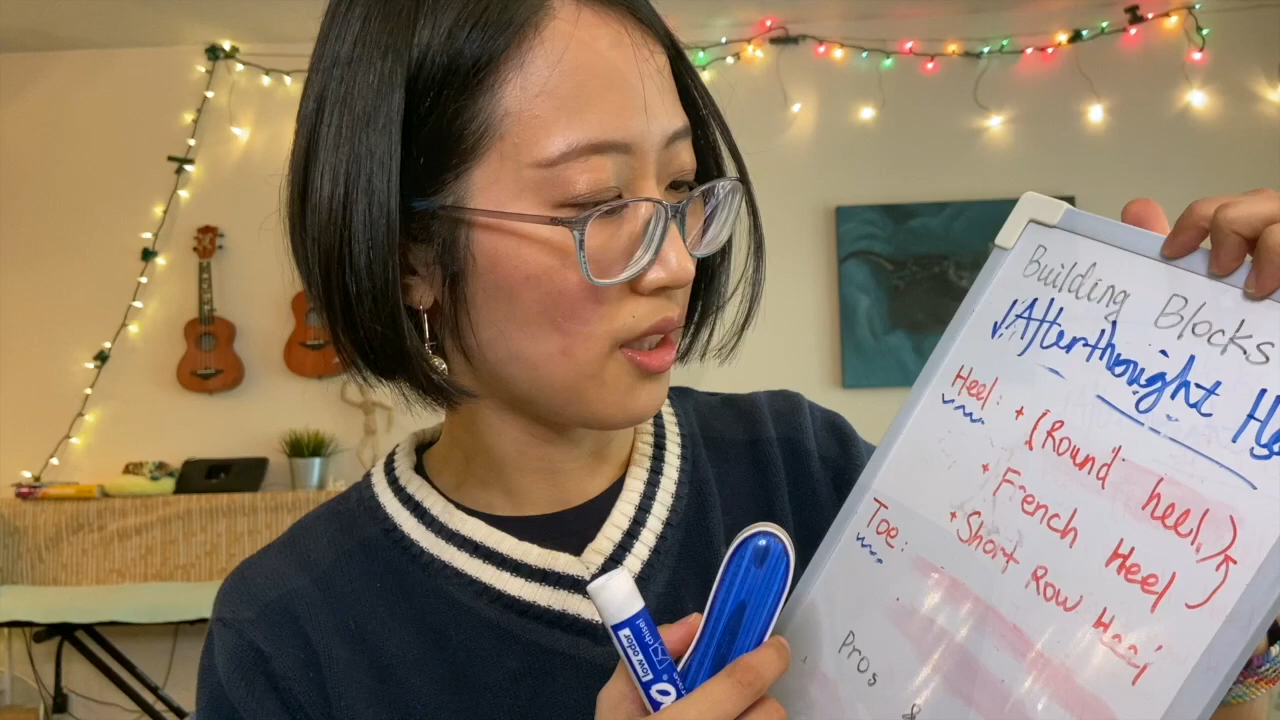 Building Blocks
✓Afterthought He
Heel: + [Round heel.)
+ French Heel
+ Short Row Heel
Toe:
Pros &
low odor
chisel